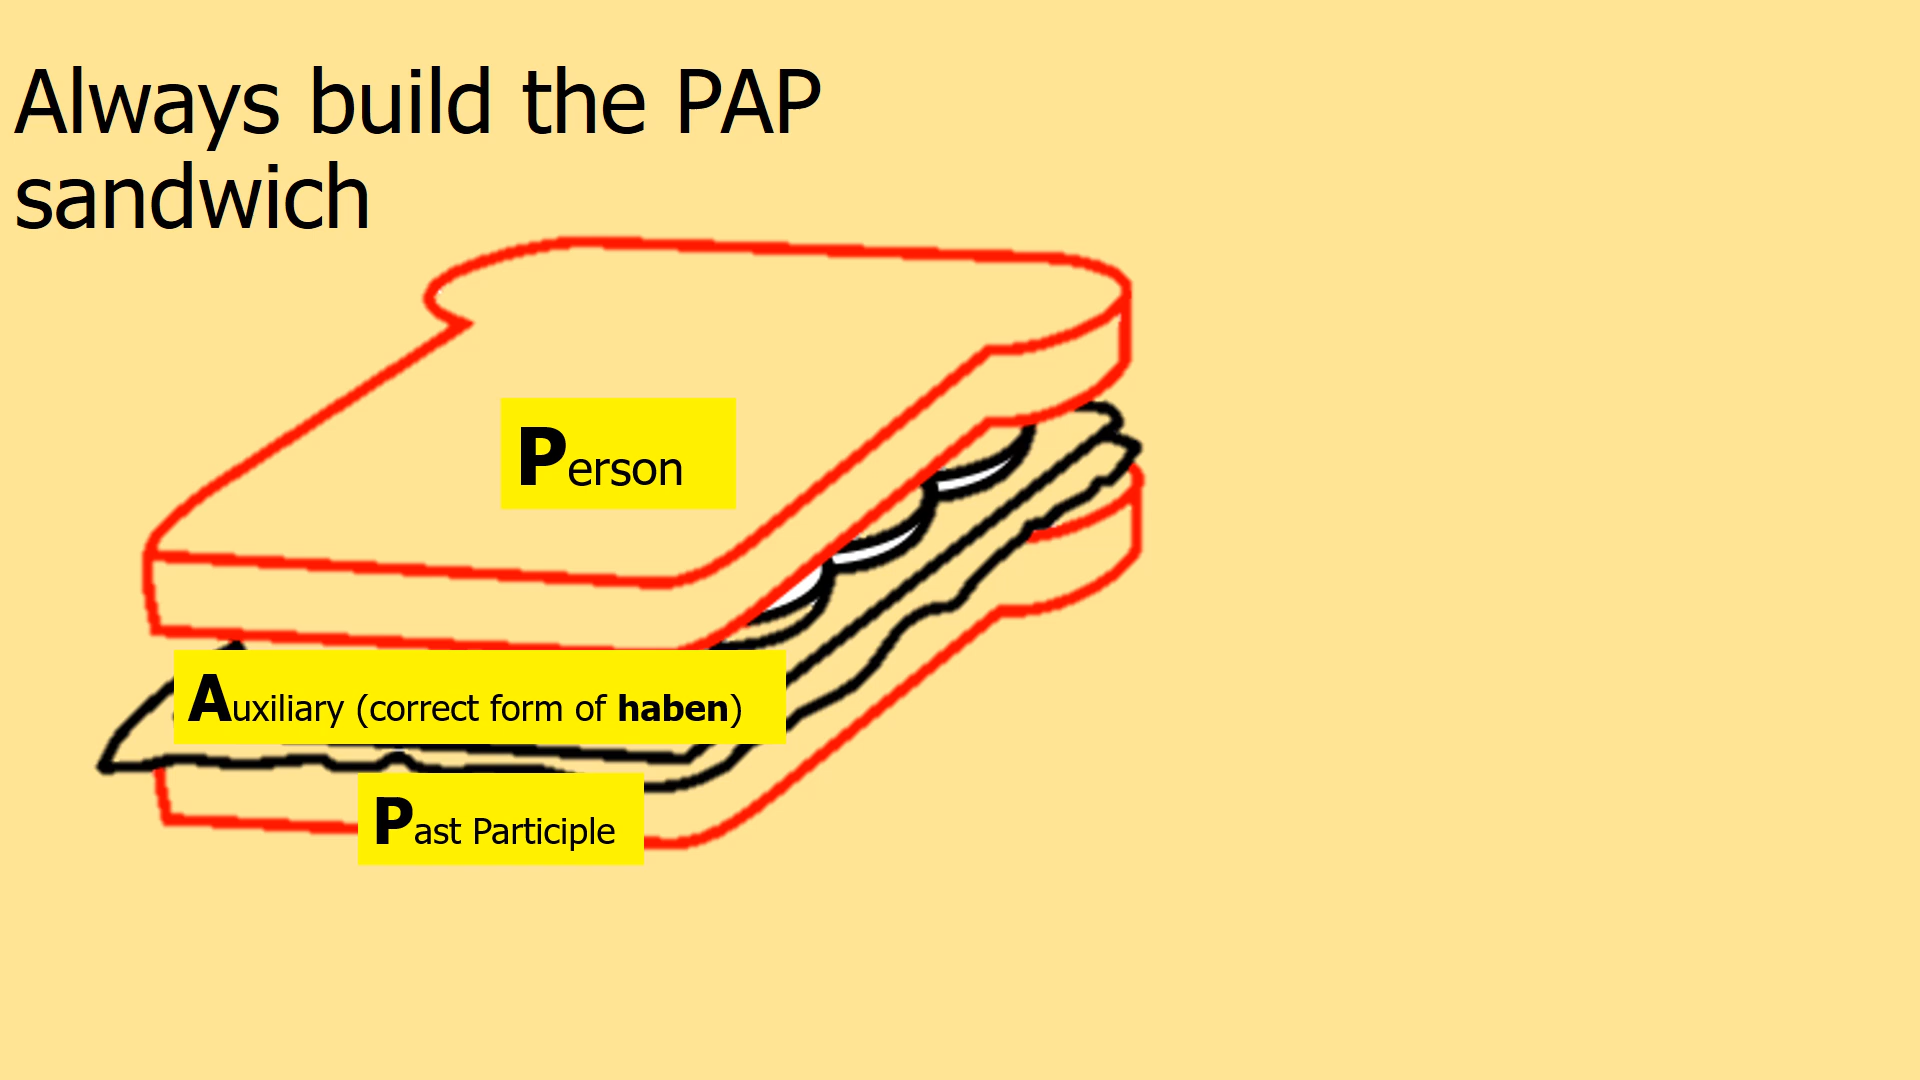 Always build the PAP
sandwich
Person
Auxiliary (correct form of haben)
Past Participle